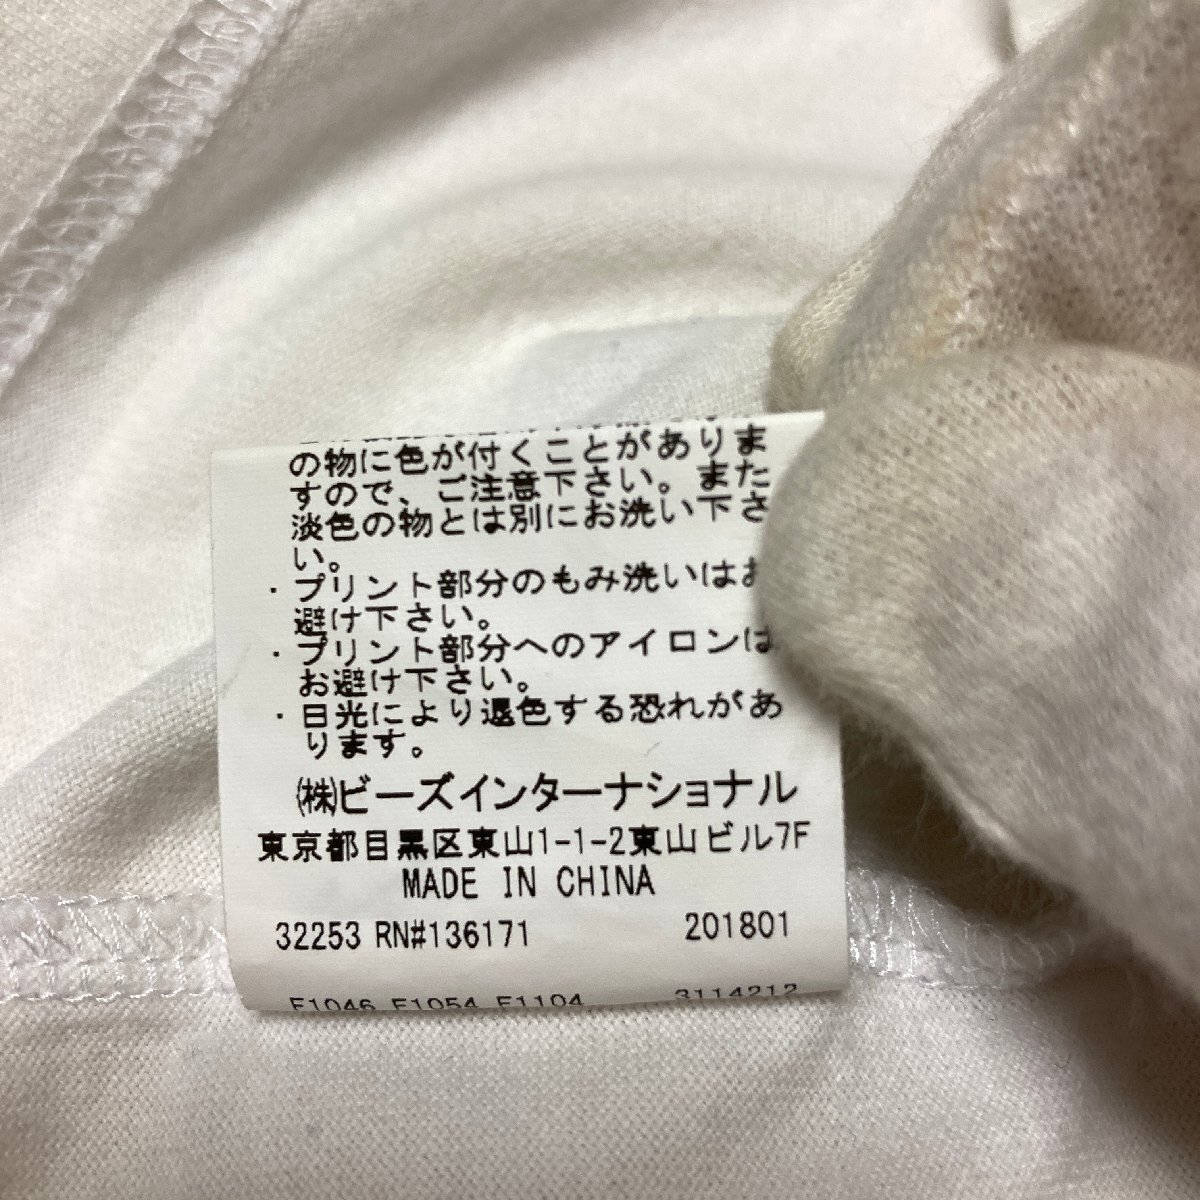 の物に色が付くことがありま
すので、ご注意下さい。また
淡色の物とは別にお洗い下さ
い。
・プリント部分のもみ洗いはお
避け下さい。
・プリント部分へのアイロンは
お避け下さい。
・日光により退色する恐れがあ
ります。
㈱ビーズインターナショナル
東京都目黒区東山1-1-2東山ビル7F
MADE IN CHINA
32253 RN#136171 201801
F1046 F1054 F1104 3114212